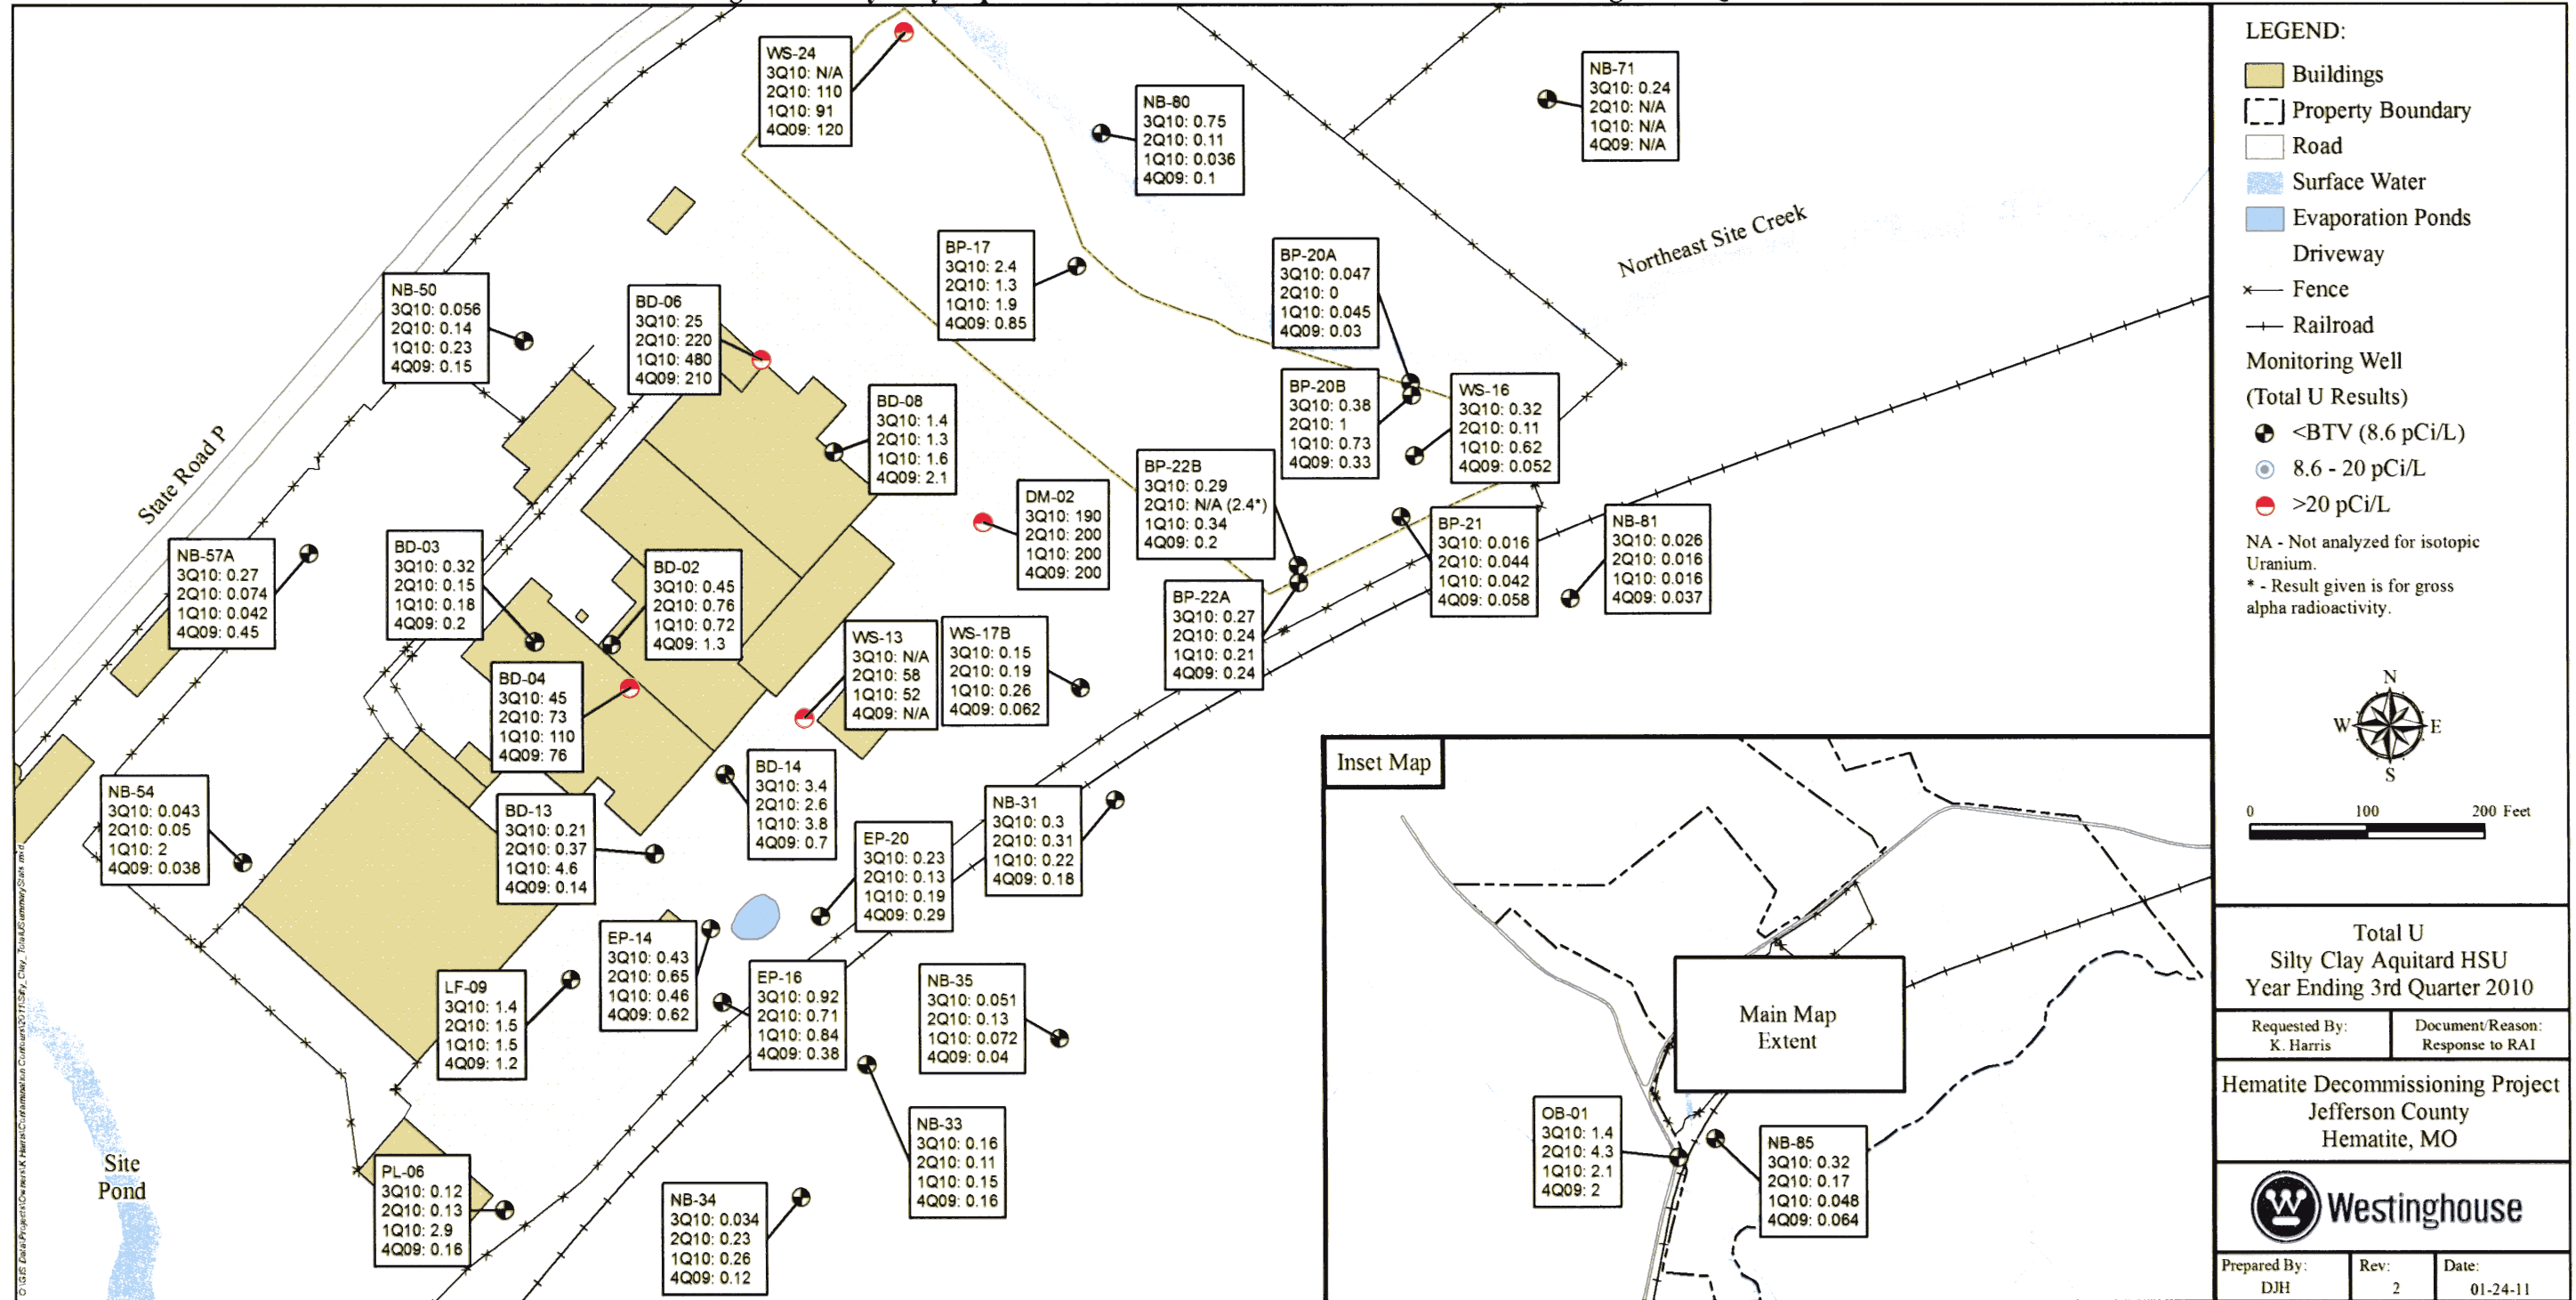 WS-24
3Q10: N/A
2Q10: 110
1Q10: 91
4Q09: 120
NB-80
3Q10: 0.75
2Q10: 0.11
1Q10: 0.036
4Q09: 0.1
NB-71
3Q10: 0.24
2Q10: N/A
1Q10: N/A
4Q09: N/A
BP-17
3Q10: 2.4
2Q10: 1.3
1Q10: 1.9
4Q09: 0.85
BP-20A
3Q10: 0.047
2Q10: 0
1Q10: 0.045
4Q09: 0.03
Northeast Site Creek
NB-50
3Q10: 0.056
2Q10: 0.14
1Q10: 0.23
4Q09: 0.15
BD-06
3Q10: 25
2Q10: 220
1Q10: 480
4Q09: 210
BD-08
3Q10: 1.4
2Q10: 1.3
1Q10: 1.6
4Q09: 2.1
BP-20B
3Q10: 0.38
2Q10: 1
1Q10: 0.73
4Q09: 0.33
WS-16
3Q10: 0.32
2Q10: 0.11
1Q10: 0.62
4Q09: 0.052
State Road P
DM-02
3Q10: 190
2Q10: 200
1Q10: 200
4Q09: 200
BP-22B
3Q10: 0.29
2Q10: N/A (2.4*)
1Q10: 0.34
4Q09: 0.2
BP-21
3Q10: 0.016
2Q10: 0.044
1Q10: 0.042
4Q09: 0.058
NB-81
3Q10: 0.026
2Q10: 0.016
1Q10: 0.016
4Q09: 0.037
NB-57A
3Q10: 0.27
2Q10: 0.074
1Q10: 0.042
4Q09: 0.45
BD-03
3Q10: 0.32
2Q10: 0.15
1Q10: 0.18
4Q09: 0.2
BD-02
3Q10: 0.45
2Q10: 0.76
1Q10: 0.72
4Q09: 1.3
BP-22A
3Q10: 0.27
2Q10: 0.24
1Q10: 0.21
4Q09: 0.24
WS-13
3Q10: N/A
2Q10: 58
1Q10: 52
4Q09: N/A
WS-17B
3Q10: 0.15
2Q10: 0.19
1Q10: 0.26
4Q09: 0.062
BD-04
3Q10: 45
2Q10: 73
1Q10: 110
4Q09: 76
BD-14
3Q10: 3.4
2Q10: 2.6
1Q10: 3.8
4Q09: 0.7
NB-54
3Q10: 0.043
2Q10: 0.05
1Q10: 2
4Q09: 0.038
BD-13
3Q10: 0.21
2Q10: 0.37
1Q10: 4.6
4Q09: 0.14
NB-31
3Q10: 0.3
2Q10: 0.31
1Q10: 0.22
4Q09: 0.18
EP-20
3Q10: 0.23
2Q10: 0.13
1Q10: 0.19
4Q09: 0.29
EP-14
3Q10: 0.43
2Q10: 0.65
1Q10: 0.46
4Q09: 0.62
LF-09
3Q10: 1.4
2Q10: 1.5
1Q10: 1.5
4Q09: 1.2
EP-16
3Q10: 0.92
2Q10: 0.71
1Q10: 0.84
4Q09: 0.38
NB-35
3Q10: 0.051
2Q10: 0.13
1Q10: 0.072
4Q09: 0.04
NB-33
3Q10: 0.16
2Q10: 0.11
1Q10: 0.15
4Q09: 0.16
Site
Pond
PL-06
3Q10: 0.12
2Q10: 0.13
1Q10: 2.9
4Q09: 0.16
NB-34
3Q10: 0.034
2Q10: 0.23
1Q10: 0.26
4Q09: 0.12
Inset Map
Main Map
Extent
OB-01
3Q10: 1.4
2Q10: 4.3
1Q10: 2.1
4Q09: 2
NB-85
3Q10: 0.32
2Q10: 0.17
1Q10: 0.048
4Q09: 0.064
LEGEND:
Buildings
Property Boundary
Road
Surface Water
Evaporation Ponds
Driveway
Fence
Railroad
Monitoring Well
(Total U Results)
<BTV (8.6 pCi/L)
8.6 - 20 pCi/L
>20 pCi/L
NA - Not analyzed for isotopic
Uranium.
* - Result given is for gross
alpha radioactivity.
N
W E
S
0 100 200 Feet
Total U
Silty Clay Aquitard HSU
Year Ending 3rd Quarter 2010
Requested By:
K. Harris
Document/Reason:
Response to RAI
Hematite Decommissioning Project
Jefferson County
Hematite, MO
Westinghouse
Prepared By:
DJH
Rev:
2
Date:
01-24-11